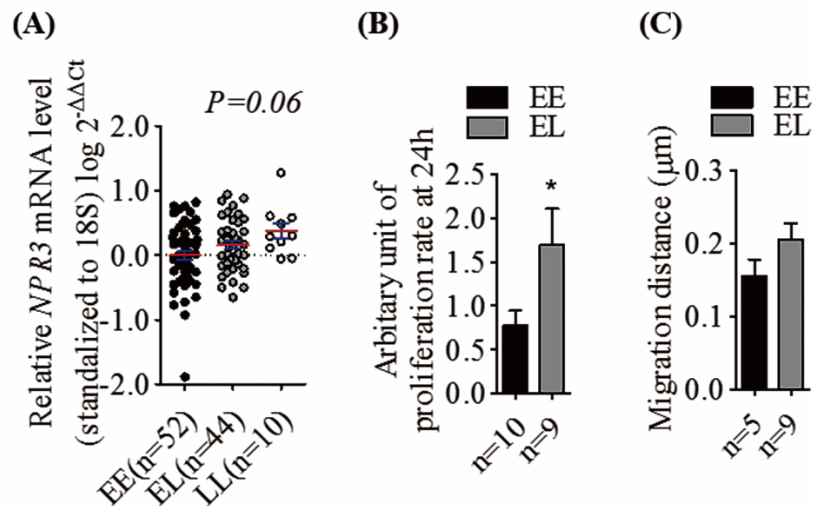 (A)
Relative NPR3 mRNA level
(standalized to 18S) log 2-ΔΔCt
P=0.06
2.0
1.0
0.0
-1.0
-2.0
EE(n=52)
EL(n=44)
LL(n=10)
(B)
EE
EL
Arbitary unit of
proliferation rate at 24h
2.5
2.0
1.5
1.0
0.5
0.0
*
n=10
n=9
(C)
EE
EL
Migration distance (μm)
0.3
0.2
0.1
0.0
n=5
n=9